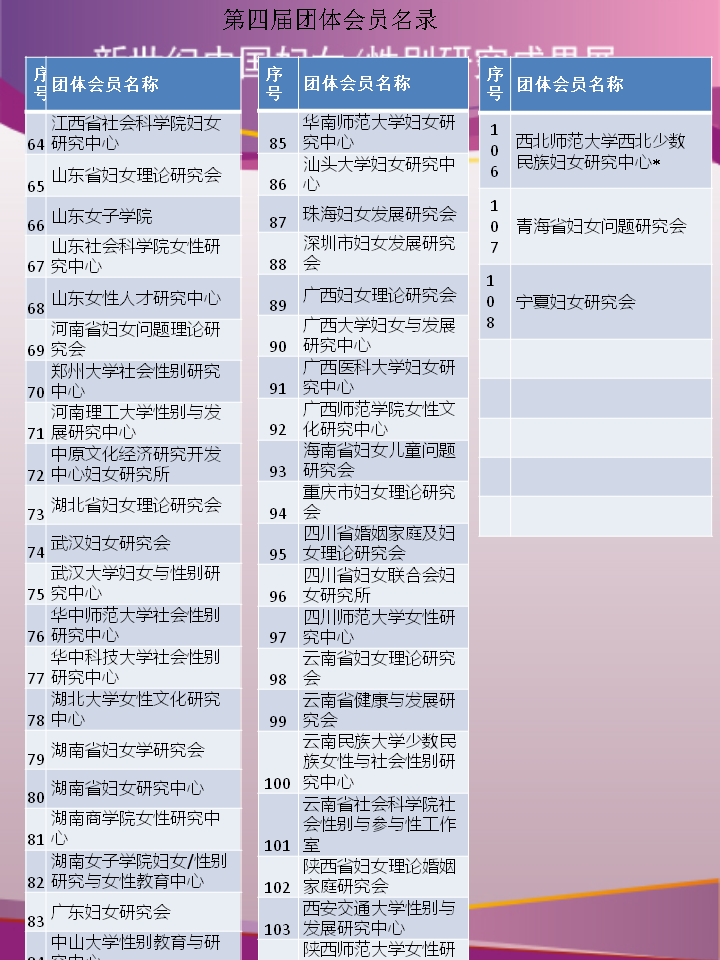 第四届团体会员名录
新世纪中国妇女/性别研究成果展
序号 团体会员名称
64 江西省社会科学院妇女
研究中心
65 山东省妇女理论研究会
66 山东女子学院
67 山东社会科学院女性研
究中心
68 山东女性人才研究中心
69 河南省妇女问题理论研
究会
70 郑州大学社会性别研究
中心
71 河南理工大学性别与发
展研究中心
72 中原文化经济研究开发
中心妇女研究所
73 湖北省妇女理论研究会
74 武汉妇女研究会
75 武汉大学妇女与性别研
究中心
76 华中师范大学社会性别
研究中心
77 华中科技大学社会性别
研究中心
78 湖北大学女性文化研究
中心
79 湖南省妇女学研究会
80 湖南省妇女研究中心
81 湖南商学院女性研究中
心
82 湖南女子学院妇女/性别
研究与女性教育中心
83 广东妇女研究会
84 中山大学性别教育与研
究中心
序号 团体会员名称
85 华南师范大学妇女研
究中心
86 汕头大学妇女研究中
心
87 珠海妇女发展研究会
88 深圳市妇女发展研究
会
89 广西妇女理论研究会
90 广西大学妇女与发展
研究中心
91 广西医科大学妇女研
究中心
92 广西师范学院女性文
化研究中心
93 海南省妇女儿童问题
研究会
94 重庆市妇女理论研究
会
95 四川省婚姻家庭及妇
女理论研究会
96 四川省妇女联合会妇
女研究所
97 四川师范大学女性研
究中心
98 云南省妇女理论研究
会
99 云南省健康与发展研
究会
100 云南民族大学少数民
族女性与社会性别研
究中心
101 云南省社会科学院社
会性别与参与性工作
室
102 陕西省妇女理论婚姻
家庭研究会
103 西安交通大学性别与
发展研究中心
陕西师范大学女性研
序号 团体会员名称
106 西北师范大学西北少数
民族妇女研究中心*
107 青海省妇女问题研究会
108 宁夏妇女研究会